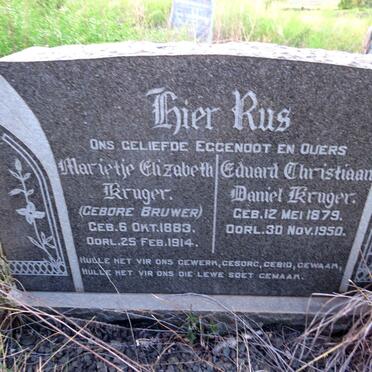 Hier Rus
ONS GELIEFDE EGGENOOT EN OUERS
Marietje Elizabeth
Kruger.
(GEBORE BRUWER)
GEB. 6 OKT. 1883.
OORL. 25 FEB. 1914.
Eduard Christiaan
Daniel Kruger.
GEB. 12 MEI 1879.
OORL. 30 NOV. 1950.
HULLE HET VIR ONS GEWERK, GESORG, GEBID, GEWAAK,
HULLE HET VIR ONS DIE LEWE SOET GEMAAK.